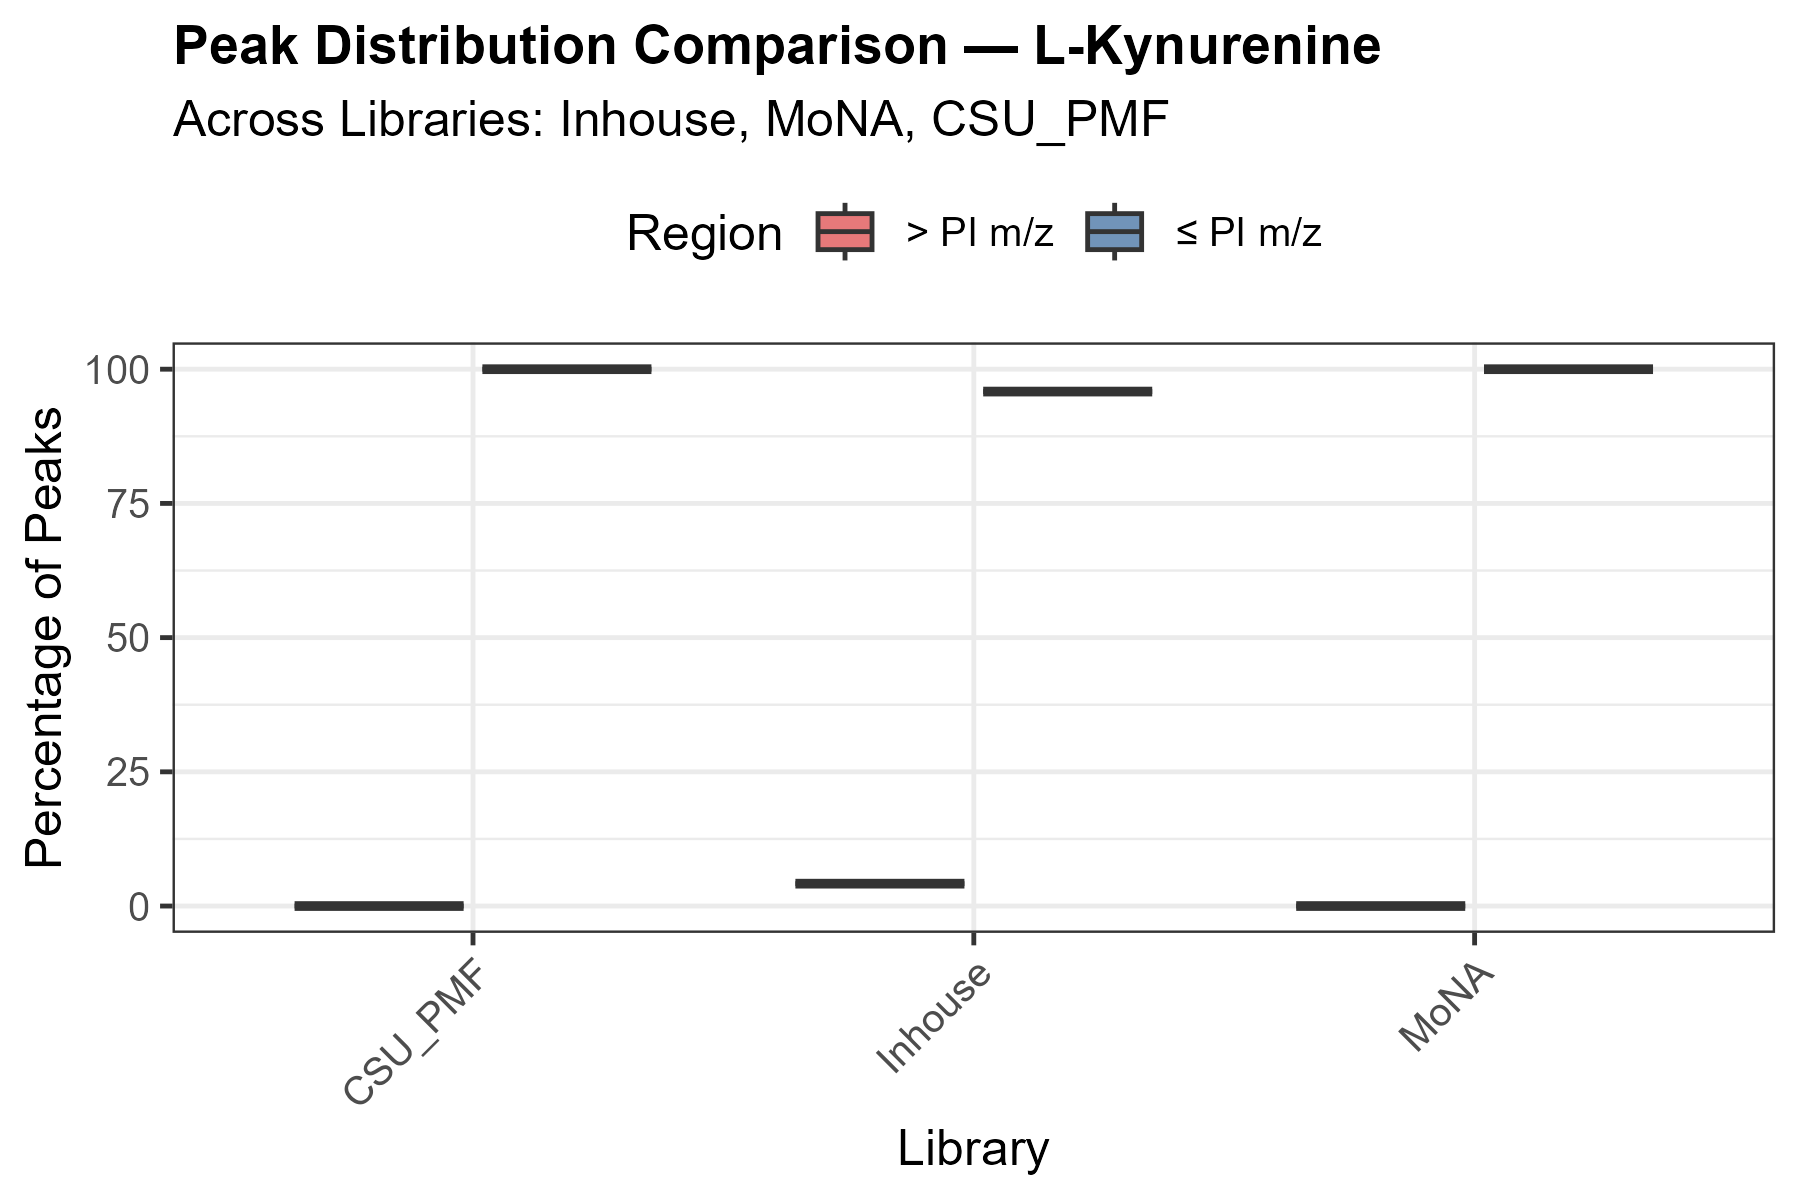 Peak Distribution Comparison — L-Kynurenine
Across Libraries: Inhouse, MoNA, CSU_PMF
Region > PI m/z ≤ PI m/z
Percentage of Peaks
100
75
50
25
0
CSU_PMF Inhouse MoNA
Library